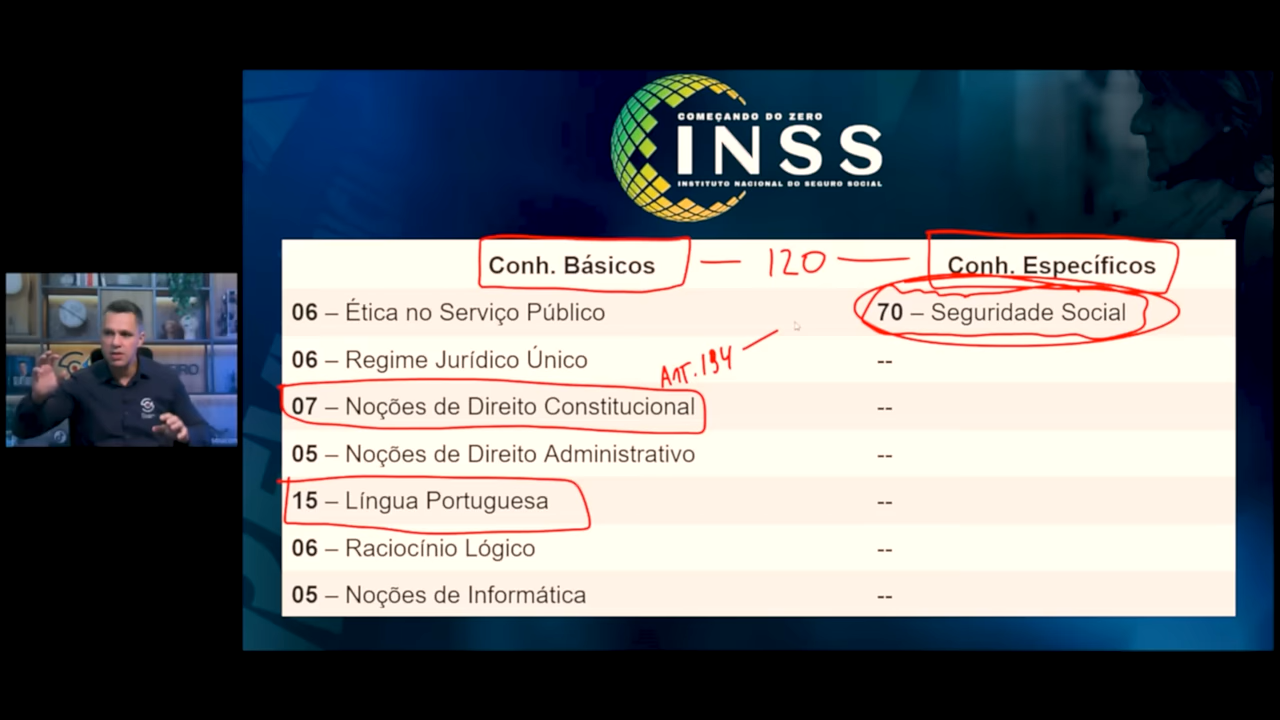 COMEÇANDO DO ZERO
INSS
INSTITUTO NACIONAL DO SEGURO SOCIAL
Conh. Básicos — 120 — Conh. Específicos
06 – Ética no Serviço Público 70 – Seguridade Social
ART. 194
06 – Regime Jurídico Único --
07 – Noções de Direito Constitucional --
05 – Noções de Direito Administrativo --
15 – Língua Portuguesa --
06 – Raciocínio Lógico --
05 – Noções de Informática --